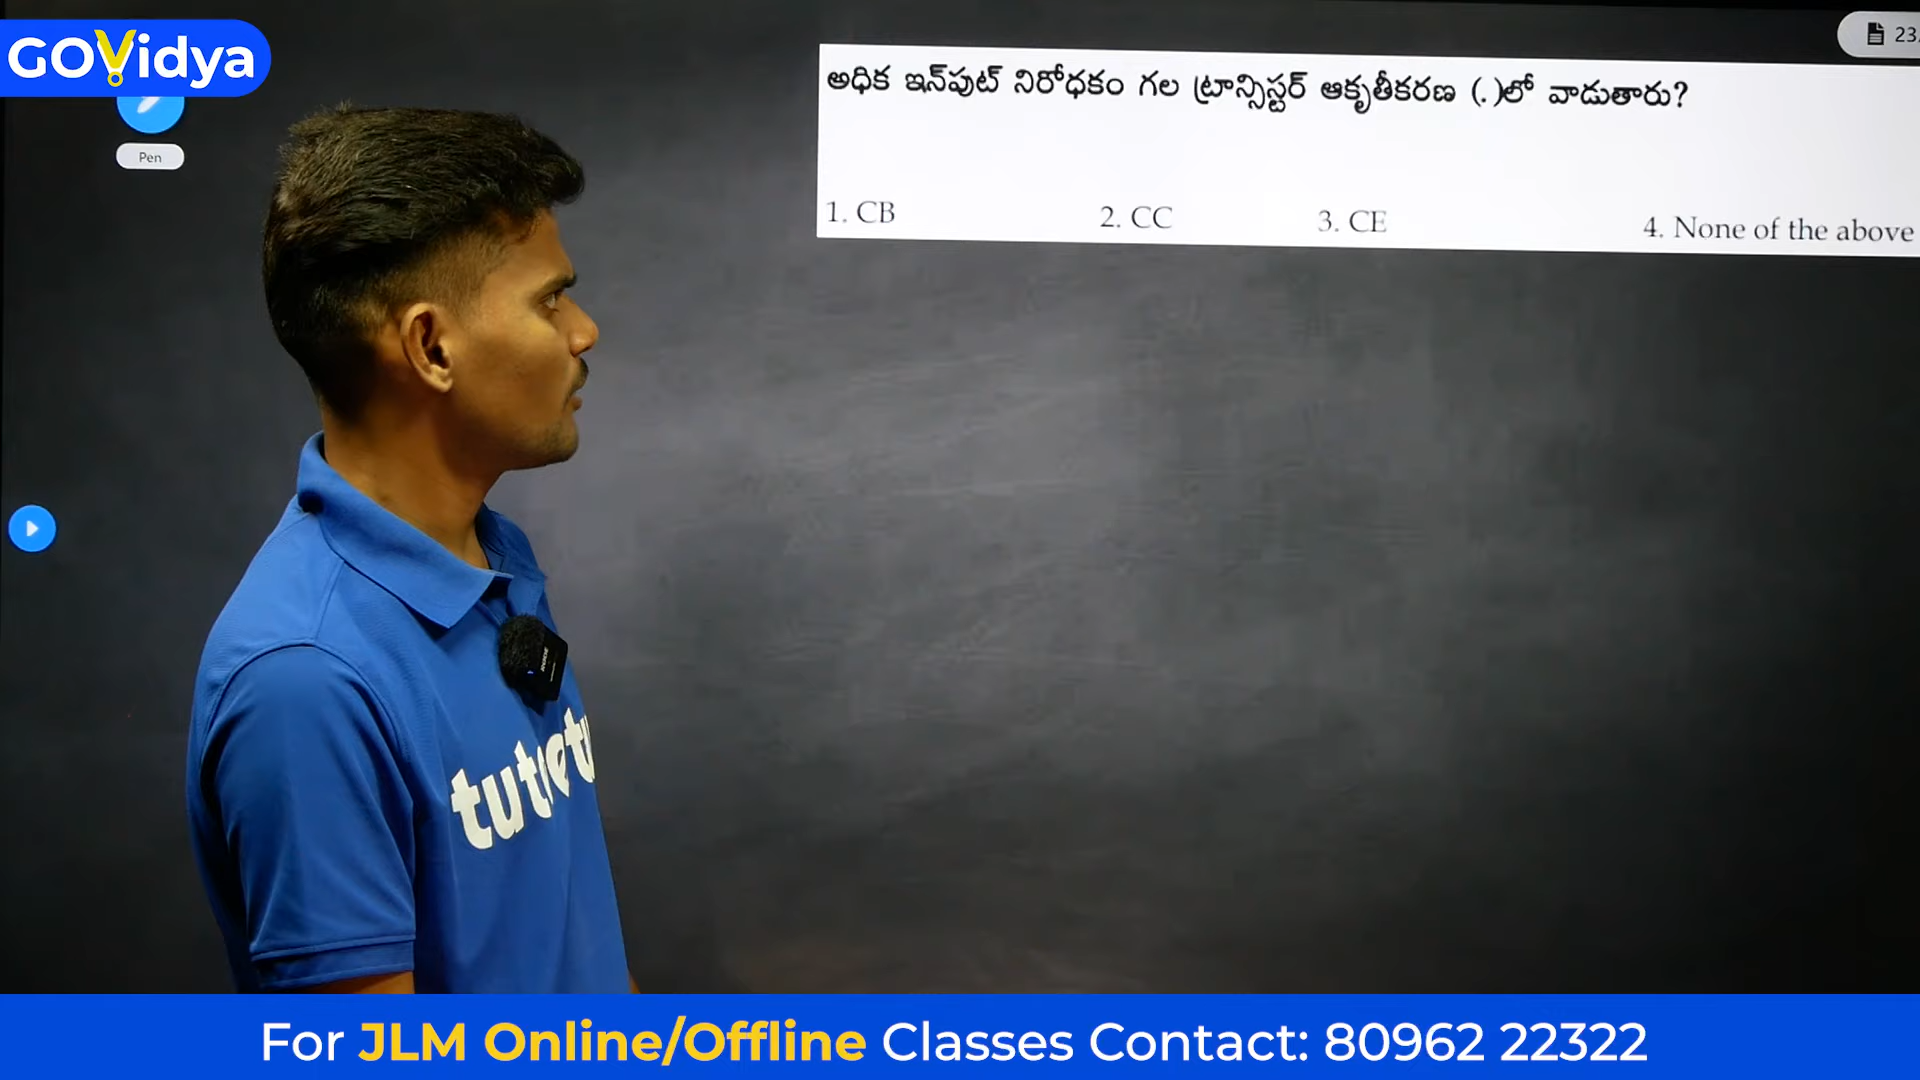 GOVidya
23
Pen
అధిక ఇన్‌పుట్ నిరోధకం గల ట్రాన్సిస్టర్ ఆకృతీకరణ (.)లో వాడుతారు?
1. CB 2. CC 3. CE 4. None of the above
For JLM Online/Offline Classes Contact: 80962 22322